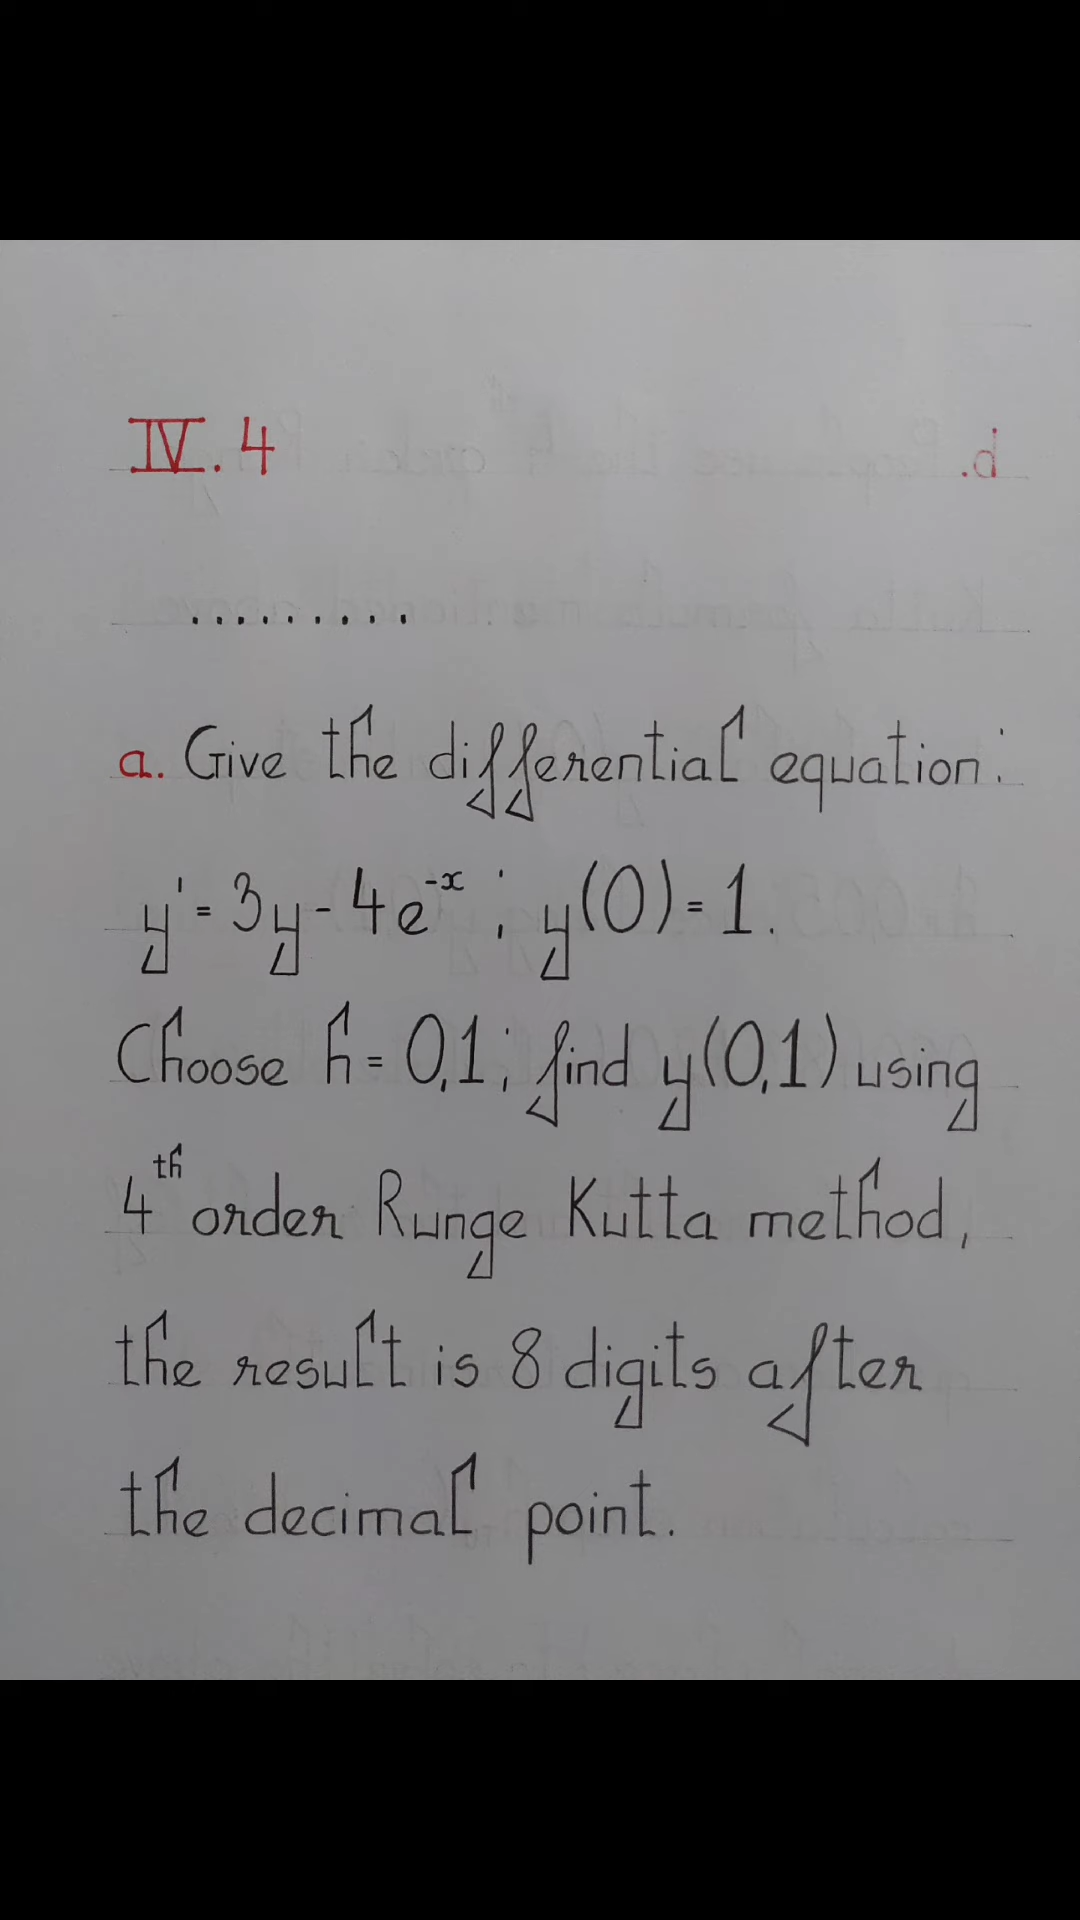 IV.4
.........
a. Give the differential equation:
y' = 3y - 4e⁻ˣ ; y(0) = 1.
Choose h = 0,1 ; find y(0,1) using
4ᵗʰ order Runge Kutta method,
the result is 8 digits after
the decimal point.